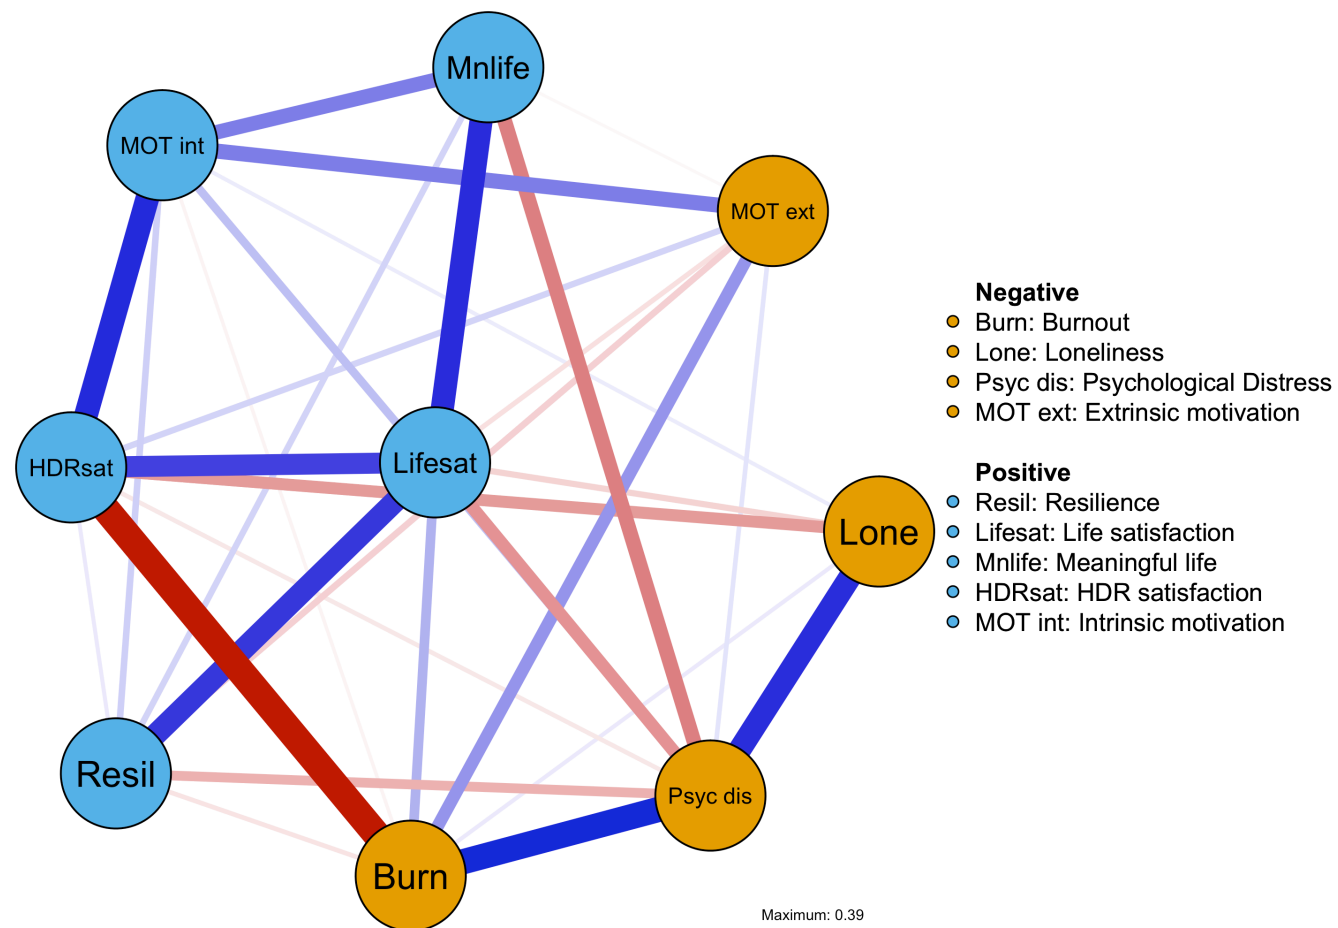 Mnlife
MOT int
MOT ext
HDRsat
Lifesat
Lone
Resil
Psyc dis
Burn
Maximum: 0.39
Negative
Burn: Burnout
Lone: Loneliness
Psyc dis: Psychological Distress
MOT ext: Extrinsic motivation
Positive
Resil: Resilience
Lifesat: Life satisfaction
Mnlife: Meaningful life
HDRsat: HDR satisfaction
MOT int: Intrinsic motivation